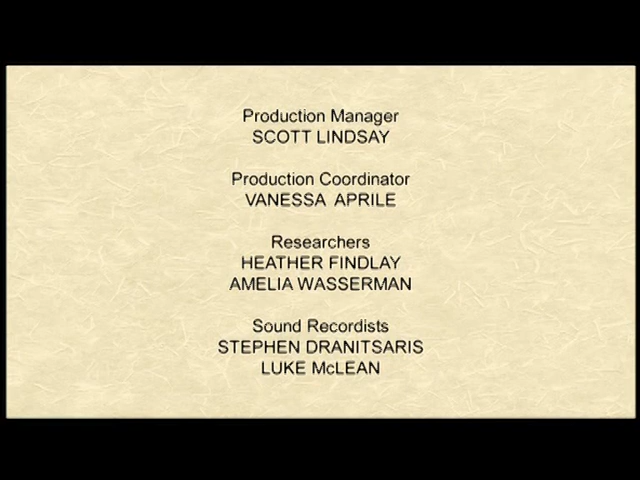 Production Manager
SCOTT LINDSAY
Production Coordinator
VANESSA APRILE
Researchers
HEATHER FINDLAY
AMELIA WASSERMAN
Sound Recordists
STEPHEN DRANITSARIS
LUKE McLEAN